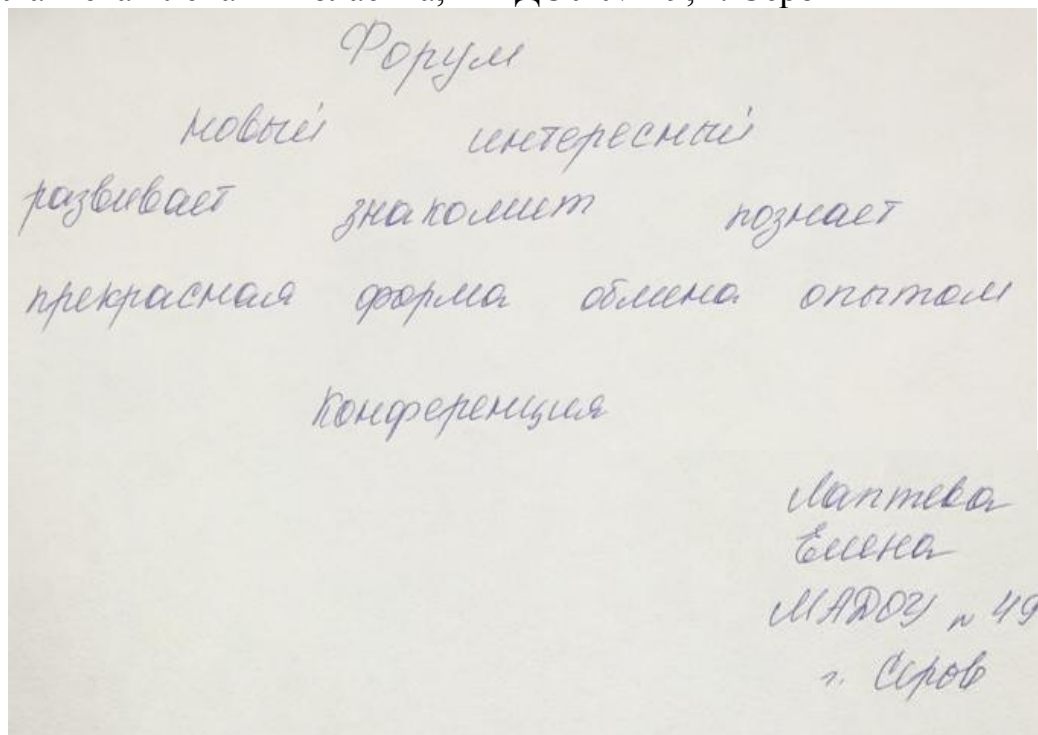 Форум
новый интересный
развивает знакомит познает
прекрасная форма обмена опытом
Конференция
Лаптева
Елена
МАДОУ № 49
г. Серов